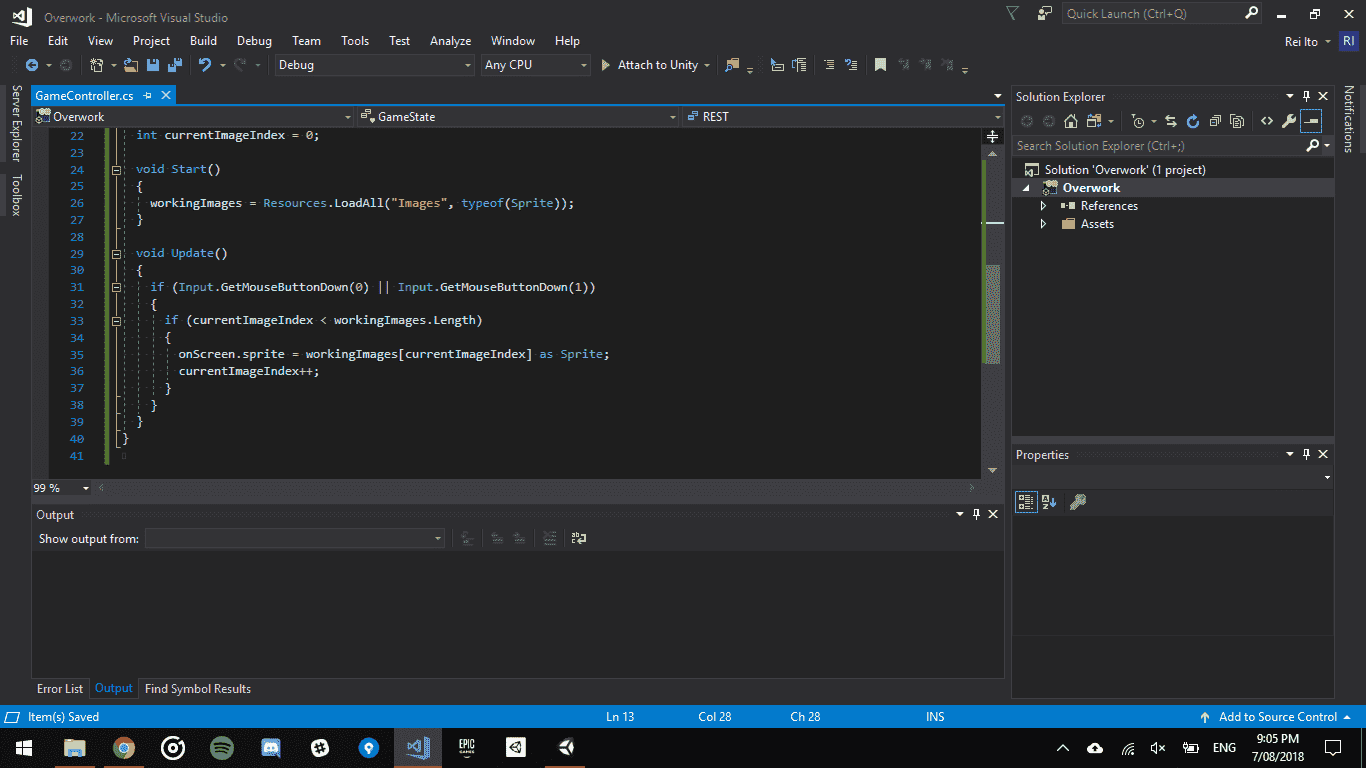 Overwork - Microsoft Visual Studio
Quick Launch (Ctrl+Q)
File Edit View Project Build Debug Team Tools Test Analyze Window Help
Rei Ito RI
Debug Any CPU Attach to Unity
Server Explorer
Toolbox
GameController.cs
Overwork GameState REST
22 int currentImageIndex = 0;
23
24 void Start()
25 {
26 workingImages = Resources.LoadAll("Images", typeof(Sprite));
27 }
28
29 void Update()
30 {
31 if (Input.GetMouseButtonDown(0) || Input.GetMouseButtonDown(1))
32 {
33 if (currentImageIndex < workingImages.Length)
34 {
35 onScreen.sprite = workingImages[currentImageIndex] as Sprite;
36 currentImageIndex++;
37 }
38 }
39 }
40 }
41
99 %
Output
Show output from:
Error List Output Find Symbol Results
Solution Explorer
Search Solution Explorer (Ctrl+;)
Solution 'Overwork' (1 project)
Overwork
References
Assets
Properties
Notifications
Item(s) Saved Ln 13 Col 28 Ch 28 INS Add to Source Control
EPIC
GAMES
ENG
9:05 PM
7/08/2018